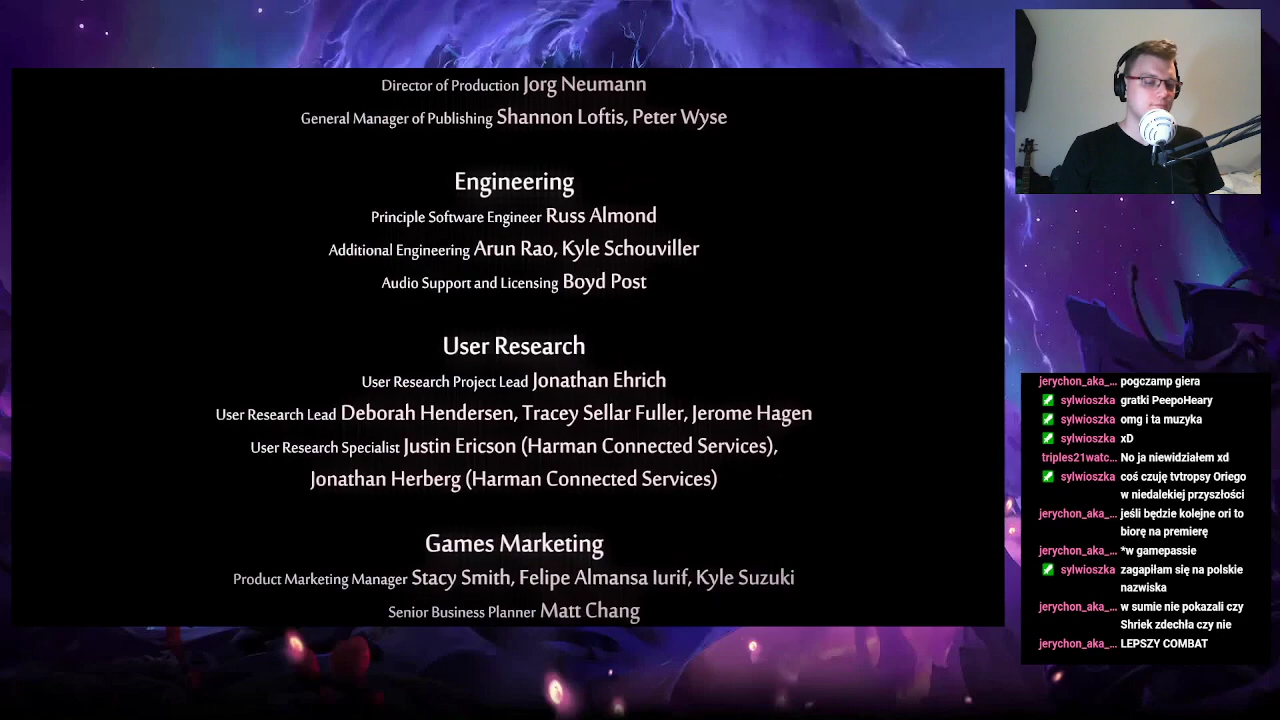 Director of Production Jorg Neumann
General Manager of Publishing Shannon Loftis, Peter Wyse
Engineering
Principle Software Engineer Russ Almond
Additional Engineering Arun Rao, Kyle Schouviller
Audio Support and Licensing Boyd Post
User Research
User Research Project Lead Jonathan Ehrich
User Research Lead Deborah Hendersen, Tracey Sellar Fuller, Jerome Hagen
User Research Specialist Justin Ericson (Harman Connected Services),
Jonathan Herberg (Harman Connected Services)
Games Marketing
Product Marketing Manager Stacy Smith, Felipe Almansa Iurif, Kyle Suzuki
Senior Business Planner Matt Chang
jerychon_aka_... pogczamp giera
sylwioszka gratki PeepoHeary
sylwioszka omg i ta muzyka
sylwioszka xD
triples21watc... No ja niewidziałem xd
sylwioszka coś czuję tvtropsy Oriego
w niedalekiej przyszłości
jerychon_aka_... jeśli będzie kolejne ori to
biorę na premierę
jerychon_aka_... *w gamepassie
sylwioszka zagapiłam się na polskie
nazwiska
jerychon_aka_... w sumie nie pokazali czy
Shriek zdechła czy nie
jerychon_aka_... LEPSZY COMBAT